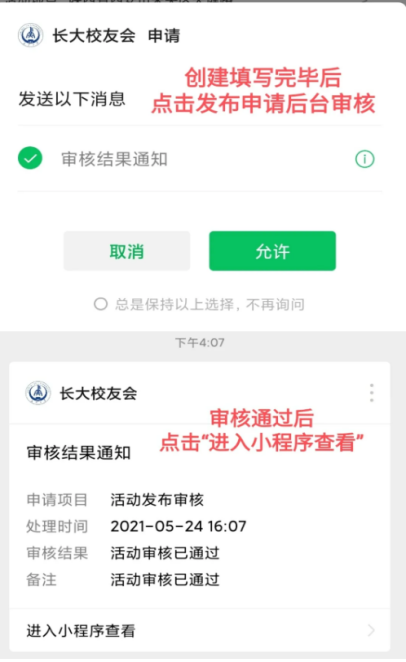 长大校友会 申请
创建填写完毕后
点击发布申请后台审核
发送以下消息
审核结果通知
取消
允许
总是保持以上选择，不再询问
下午4:07
长大校友会
审核通过后
点击“进入小程序查看”
审核结果通知
申请项目 活动发布审核
处理时间 2021-05-24 16:07
审核结果 活动审核已通过
备注 活动审核已通过
进入小程序查看